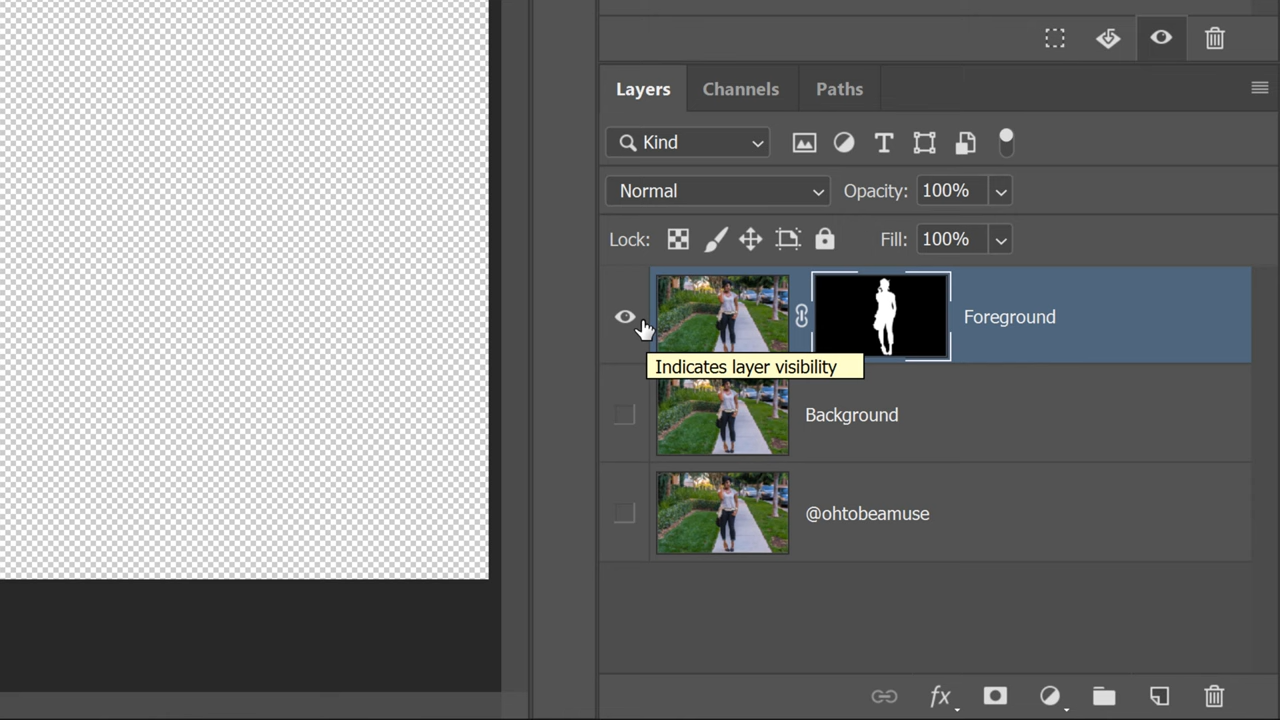 Layers Channels Paths
Kind
Normal Opacity: 100%
Lock: Fill: 100%
Foreground
Indicates layer visibility
Background
@ohtobeamuse
fx